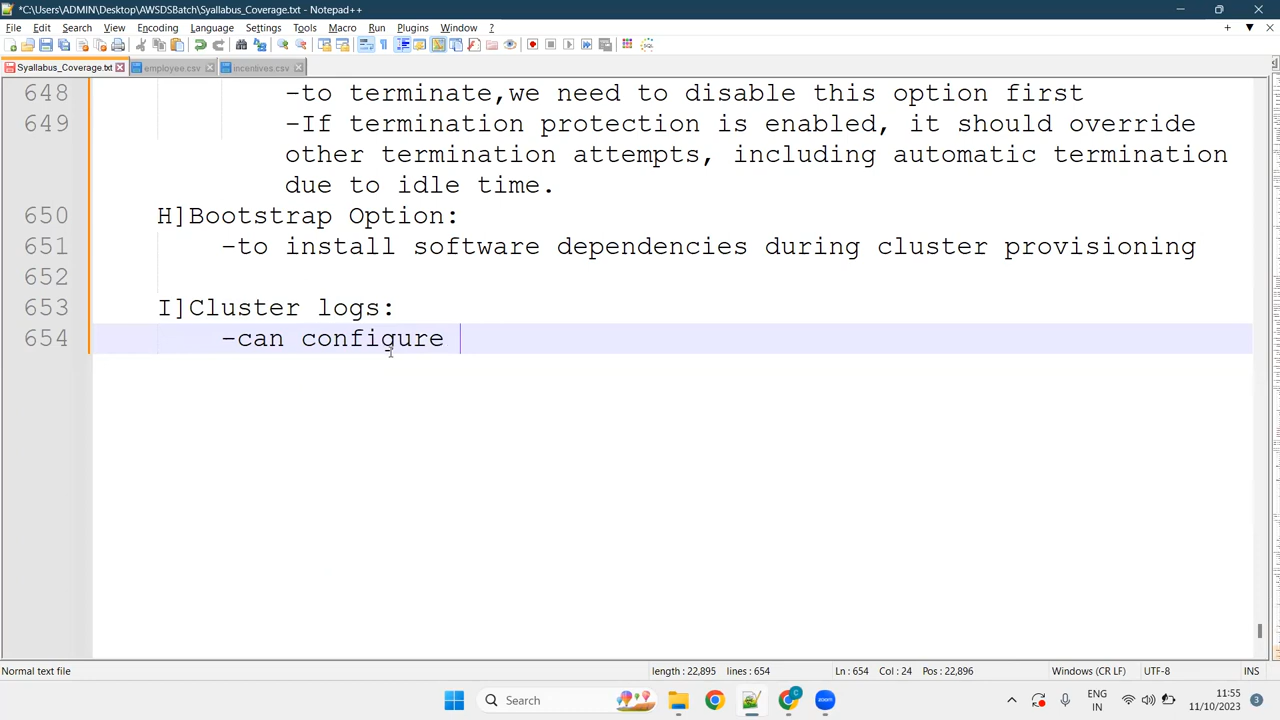 *C:\Users\ADMIN\Desktop\AWSDSBatch\Syallabus_Coverage.txt - Notepad++
File Edit Search View Encoding Language Settings Tools Macro Run Plugins Window ?
Syallabus_Coverage.txt employee.csv incentives.csv
648 -to terminate,we need to disable this option first
649 -If termination protection is enabled, it should override
other termination attempts, including automatic termination
due to idle time.
650 H]Bootstrap Option:
651 -to install software dependencies during cluster provisioning
652
653 I]Cluster logs:
654 -can configure
Normal text file length : 22,895 lines : 654 Ln : 654 Col : 24 Pos : 22,896 Windows (CR LF) UTF-8 INS
Search zoom ENG 11:55
IN 11/10/2023 3